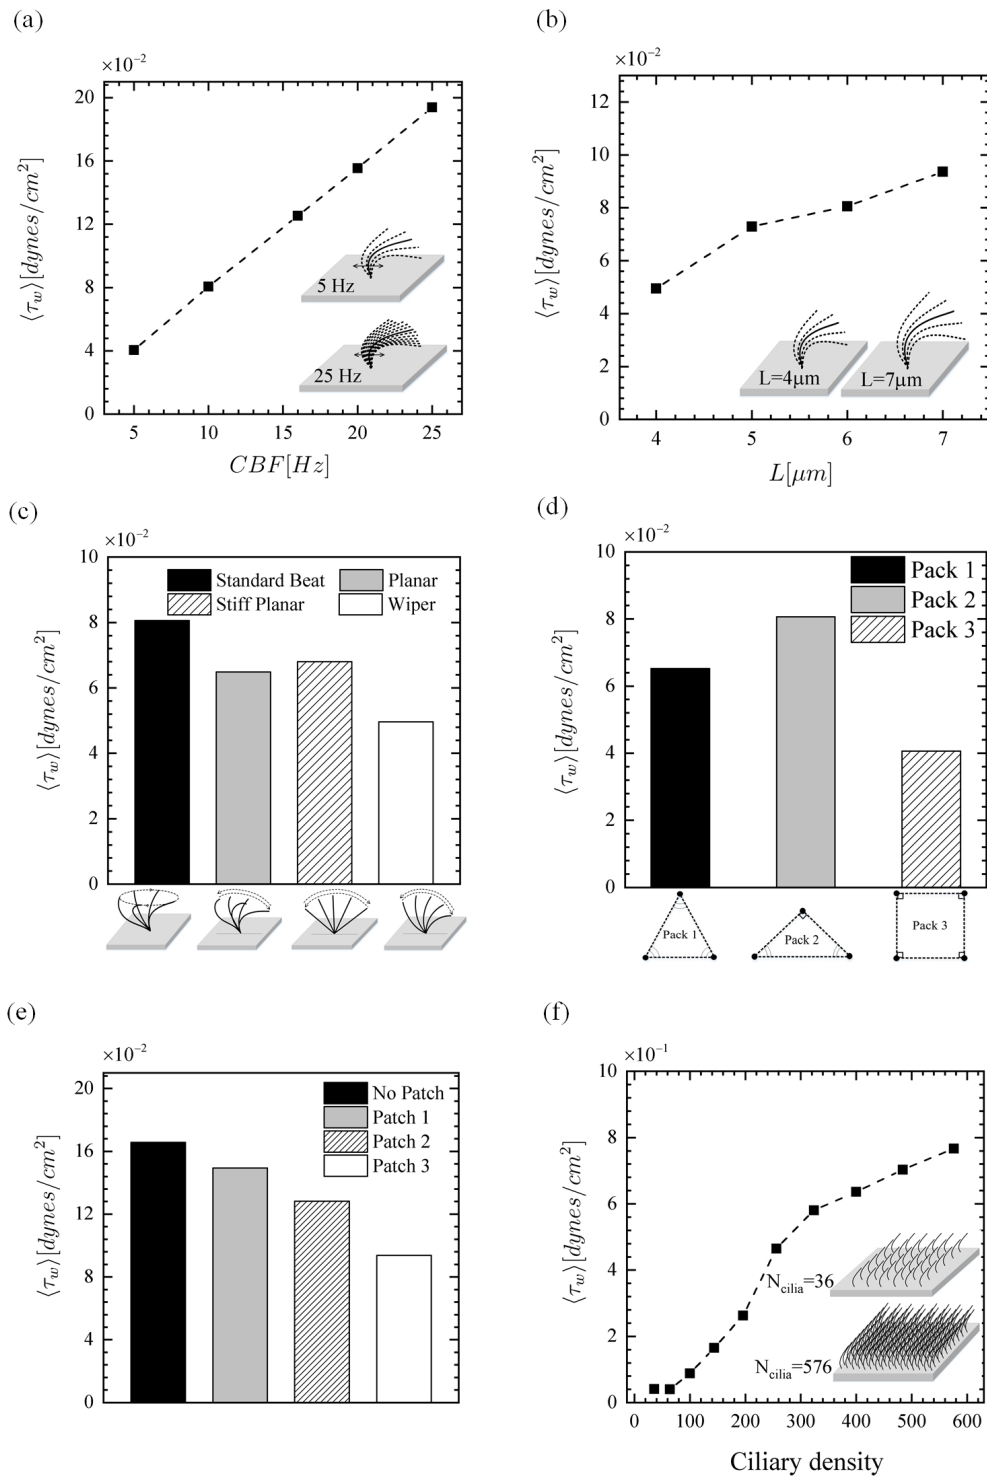 (a)
×10⁻²
20
16
12
8
4
0
⟨τw⟩[dynes/cm²]
5 Hz
25 Hz
5 10 15 20 25
CBF[Hz]
(b)
×10⁻²
12
10
8
6
4
2
0
⟨τw⟩[dynes/cm²]
L=4μm
L=7μm
4 5 6 7
L[μm]
(c)
×10⁻²
10
8
6
4
2
0
⟨τw⟩[dynes/cm²]
Standard Beat Planar
Stiff Planar Wiper
(d)
×10⁻²
10
8
6
4
2
0
⟨τw⟩[dynes/cm²]
Pack 1
Pack 2
Pack 3
Pack 1
Pack 2
Pack 3
(e)
×10⁻²
20
16
12
8
4
0
⟨τw⟩[dynes/cm²]
No Patch
Patch 1
Patch 2
Patch 3
(f)
×10⁻¹
10
8
6
4
2
0
⟨τw⟩[dynes/cm²]
Ncilia=36
Ncilia=576
0 100 200 300 400 500 600
Ciliary density